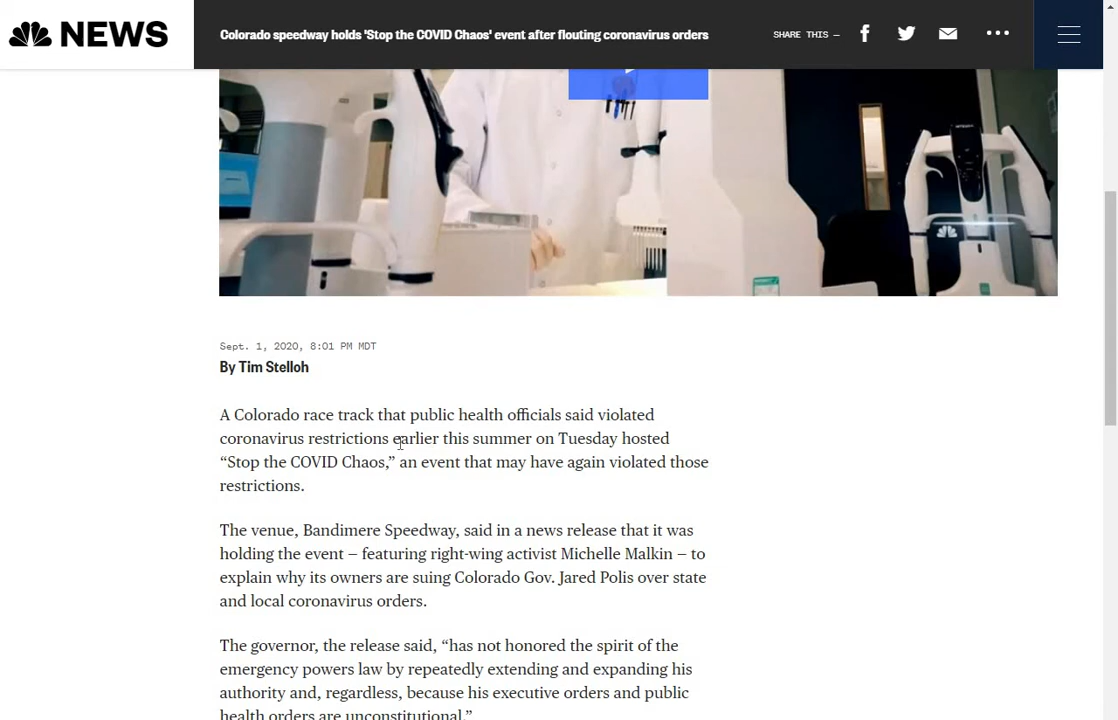 NEWS
Colorado speedway holds 'Stop the COVID Chaos' event after flouting coronavirus orders
SHARE THIS —
Sept. 1, 2020, 8:01 PM MDT
By Tim Stelloh
A Colorado race track that public health officials said violated
coronavirus restrictions earlier this summer on Tuesday hosted
“Stop the COVID Chaos,” an event that may have again violated those
restrictions.
The venue, Bandimere Speedway, said in a news release that it was
holding the event — featuring right-wing activist Michelle Malkin — to
explain why its owners are suing Colorado Gov. Jared Polis over state
and local coronavirus orders.
The governor, the release said, “has not honored the spirit of the
emergency powers law by repeatedly extending and expanding his
authority and, regardless, because his executive orders and public
health orders are unconstitutional.”